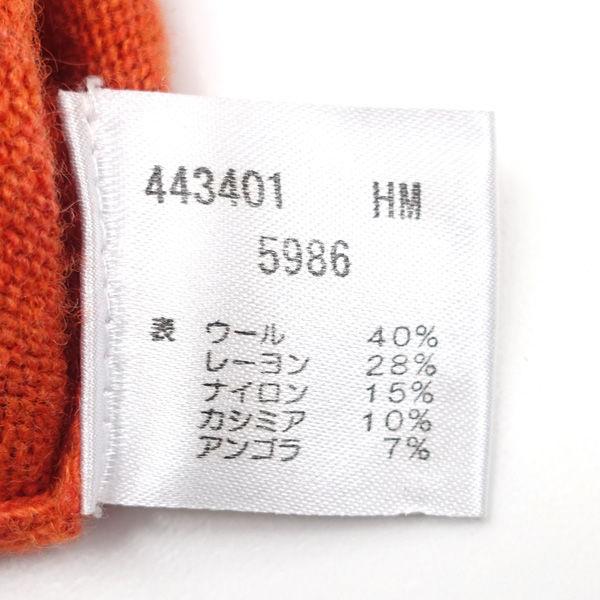 443401 HM
5986
表 ウール 40%
レーヨン 28%
ナイロン 15%
カシミア 10%
アンゴラ 7%